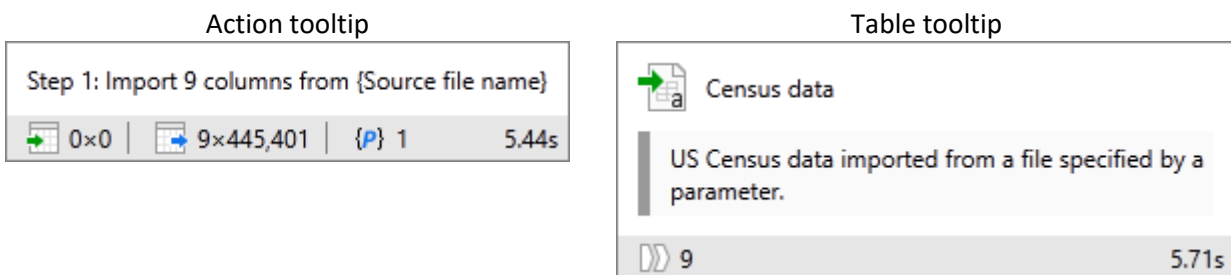 Action tooltip
Step 1: Import 9 columns from {Source file name}
0×0 | 9×445,401 | {P} 1 5.44s
Table tooltip
a
Census data
US Census data imported from a file specified by a
parameter.
9 5.71s